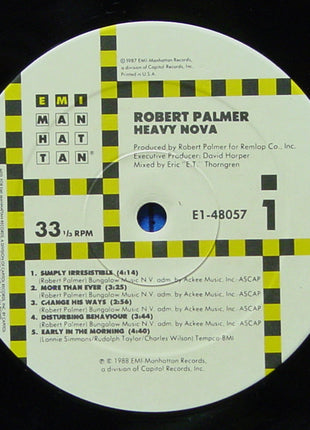 © 1987 EMI-Manhattan Records,
a division of Capitol Records, Inc.
Printed in U.S.A.
EMI
MAN
HAT
TAN®
ROBERT PALMER
HEAVY NOVA
Produced by Robert Palmer for Remlap Co., Inc.
Executive Producer: David Harper
Mixed by Eric "E.T." Thorngren
33 1/3 RPM
E1-48057
1
1. SIMPLY IRRESISTIBLE (4:14)
(Robert Palmer) Bungalow Music N.V. adm. by Ackee Music, Inc. ASCAP
2. MORE THAN EVER (3:25)
(Robert Palmer) Bungalow Music N.V. adm. by Ackee Music, Inc. ASCAP
3. CHANGE HIS WAYS (2:56)
(Robert Palmer) Bungalow Music N.V. adm. by Ackee Music, Inc. ASCAP
4. DISTURBING BEHAVIOUR (3:44)
(Robert Palmer) Bungalow Music N.V. adm. by Ackee Music, Inc. ASCAP
5. EARLY IN THE MORNING (4:40)
(Lonnie Simmons/Rudolph Taylor/Charles Wilson) Tempco-BMI
℗ © 1988 EMI-Manhattan Records,
a division of Capitol Records, Inc.